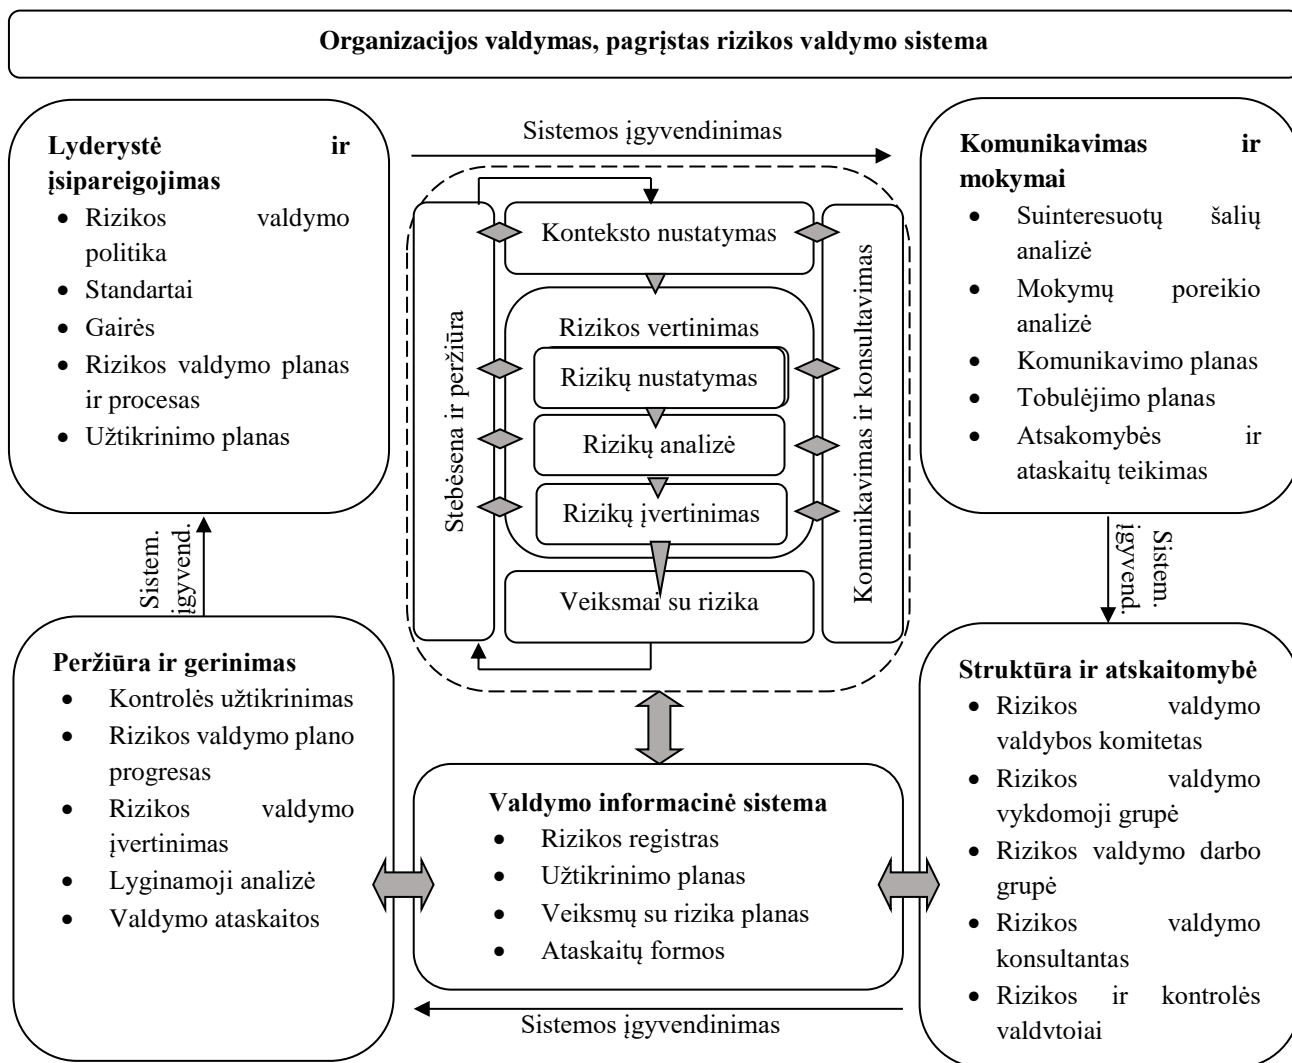 Organizacijos valdymas, pagrįstas rizikos valdymo sistema
Lyderystė ir
įsipareigojimas
• Rizikos valdymo
politika
• Standartai
• Gairės
• Rizikos valdymo planas
ir procesas
• Užtikrinimo planas
Sistemos įgyvendinimas
Stebėsena ir peržiūra
Konteksto nustatymas
Rizikos vertinimas
Rizikų nustatymas
Rizikų analizė
Rizikų įvertinimas
Veiksmai su rizika
Komunikavimas ir konsultavimas
Komunikavimas ir
mokymai
• Suinteresuotų šalių
analizė
• Mokymų poreikio
analizė
• Komunikavimo planas
• Tobulėjimo planas
• Atsakomybės ir
ataskaitų teikimas
Sistem.
įgyvend.
Sistem.
įgyvend.
Peržiūra ir gerinimas
• Kontrolės užtikrinimas
• Rizikos valdymo plano
progresas
• Rizikos valdymo
įvertinimas
• Lyginamoji analizė
• Valdymo ataskaitos
Valdymo informacinė sistema
• Rizikos registras
• Užtikrinimo planas
• Veiksmų su rizika planas
• Ataskaitų formos
Sistemos įgyvendinimas
Struktūra ir atskaitomybė
• Rizikos valdymo
valdybos komitetas
• Rizikos valdymo
vykdomoji grupė
• Rizikos valdymo darbo
grupė
• Rizikos valdymo
konsultantas
• Rizikos ir kontrolės
valdytojai